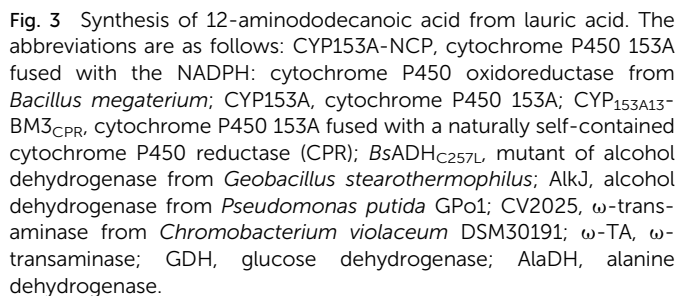 Fig. 3 Synthesis of 12-aminododecanoic acid from lauric acid. The
abbreviations are as follows: CYP153A-NCP, cytochrome P450 153A
fused with the NADPH: cytochrome P450 oxidoreductase from
Bacillus megaterium; CYP153A, cytochrome P450 153A; CYP153A13-
BM3CPR, cytochrome P450 153A fused with a naturally self-contained
cytochrome P450 reductase (CPR); BsADHC257L, mutant of alcohol
dehydrogenase from Geobacillus stearothermophilus; AlkJ, alcohol
dehydrogenase from Pseudomonas putida GPo1; CV2025, ω-trans-
aminase from Chromobacterium violaceum DSM30191; ω-TA, ω-
transaminase; GDH, glucose dehydrogenase; AlaDH, alanine
dehydrogenase.